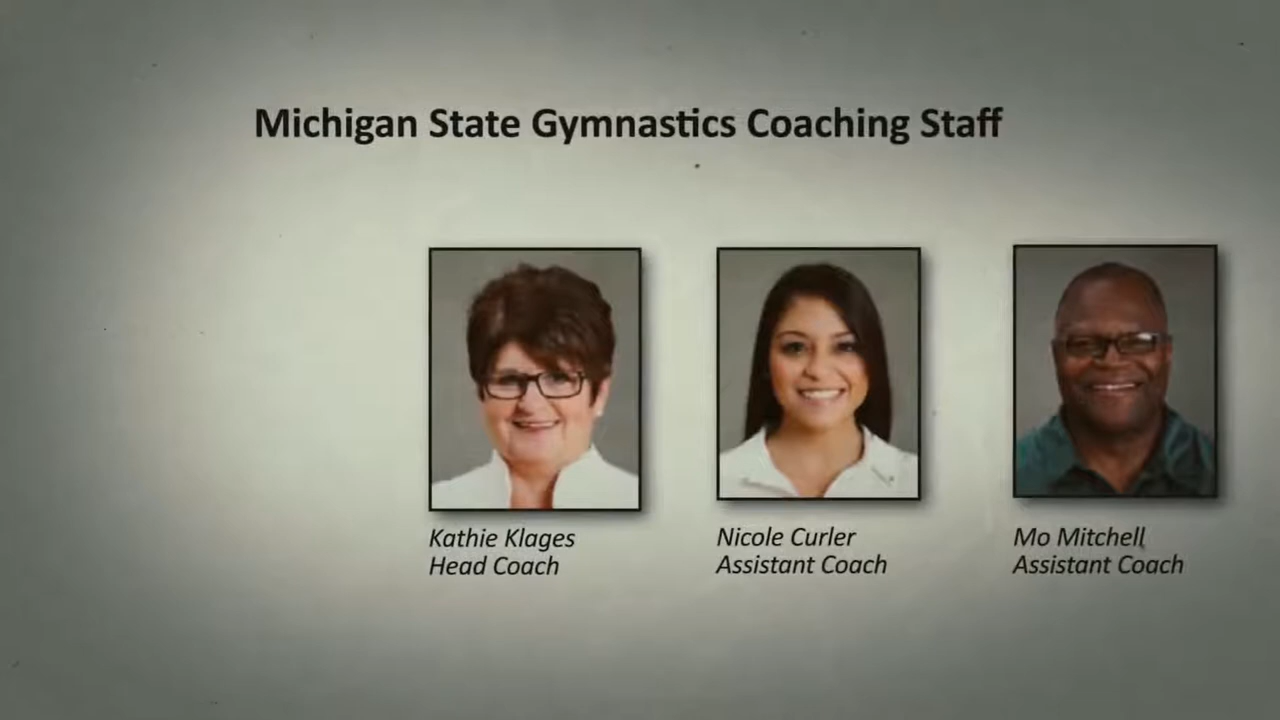 Michigan State Gymnastics Coaching Staff
Kathie Klages
Head Coach
Nicole Curler
Assistant Coach
Mo Mitchell
Assistant Coach